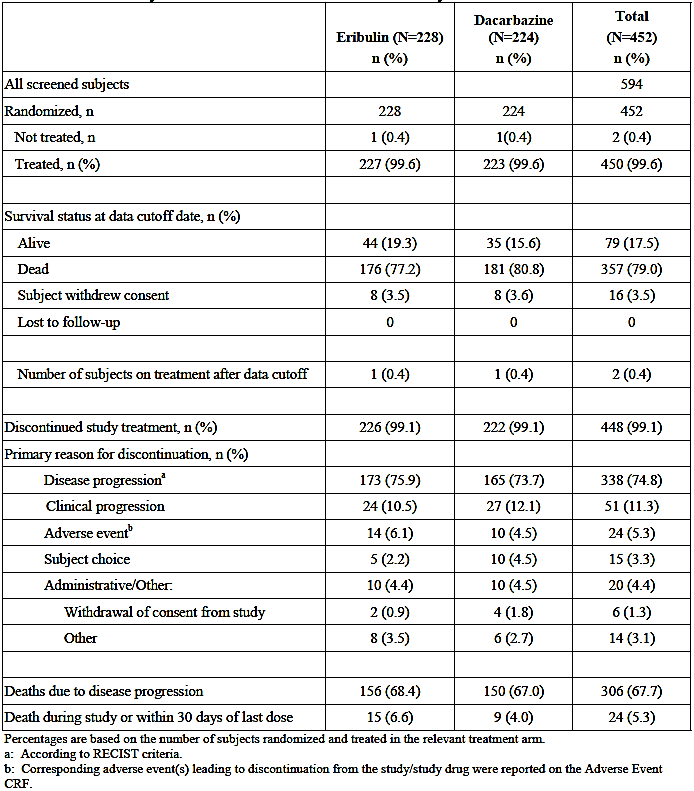 Eribulin (N=228) n (%) Dacarbazine (N=224) n (%) Total (N=452) n (%)
All screened subjects 594
Randomized, n 228 224 452
Not treated, n 1 (0.4) 1(0.4) 2 (0.4)
Treated, n (%) 227 (99.6) 223 (99.6) 450 (99.6)
Survival status at data cutoff date, n (%)
Alive 44 (19.3) 35 (15.6) 79 (17.5)
Dead 176 (77.2) 181 (80.8) 357 (79.0)
Subject withdrew consent 8 (3.5) 8 (3.6) 16 (3.5)
Lost to follow-up 0 0 0
Number of subjects on treatment after data cutoff 1 (0.4) 1 (0.4) 2 (0.4)
Discontinued study treatment, n (%) 226 (99.1) 222 (99.1) 448 (99.1)
Primary reason for discontinuation, n (%)
Disease progressionᵃ 173 (75.9) 165 (73.7) 338 (74.8)
Clinical progression 24 (10.5) 27 (12.1) 51 (11.3)
Adverse eventᵇ 14 (6.1) 10 (4.5) 24 (5.3)
Subject choice 5 (2.2) 10 (4.5) 15 (3.3)
Administrative/Other: 10 (4.4) 10 (4.5) 20 (4.4)
Withdrawal of consent from study 2 (0.9) 4 (1.8) 6 (1.3)
Other 8 (3.5) 6 (2.7) 14 (3.1)
Deaths due to disease progression 156 (68.4) 150 (67.0) 306 (67.7)
Death during study or within 30 days of last dose 15 (6.6) 9 (4.0) 24 (5.3)
Percentages are based on the number of subjects randomized and treated in the relevant treatment arm.
a: According to RECIST criteria.
b: Corresponding adverse event(s) leading to discontinuation from the study/study drug were reported on the Adverse Event
CRF.